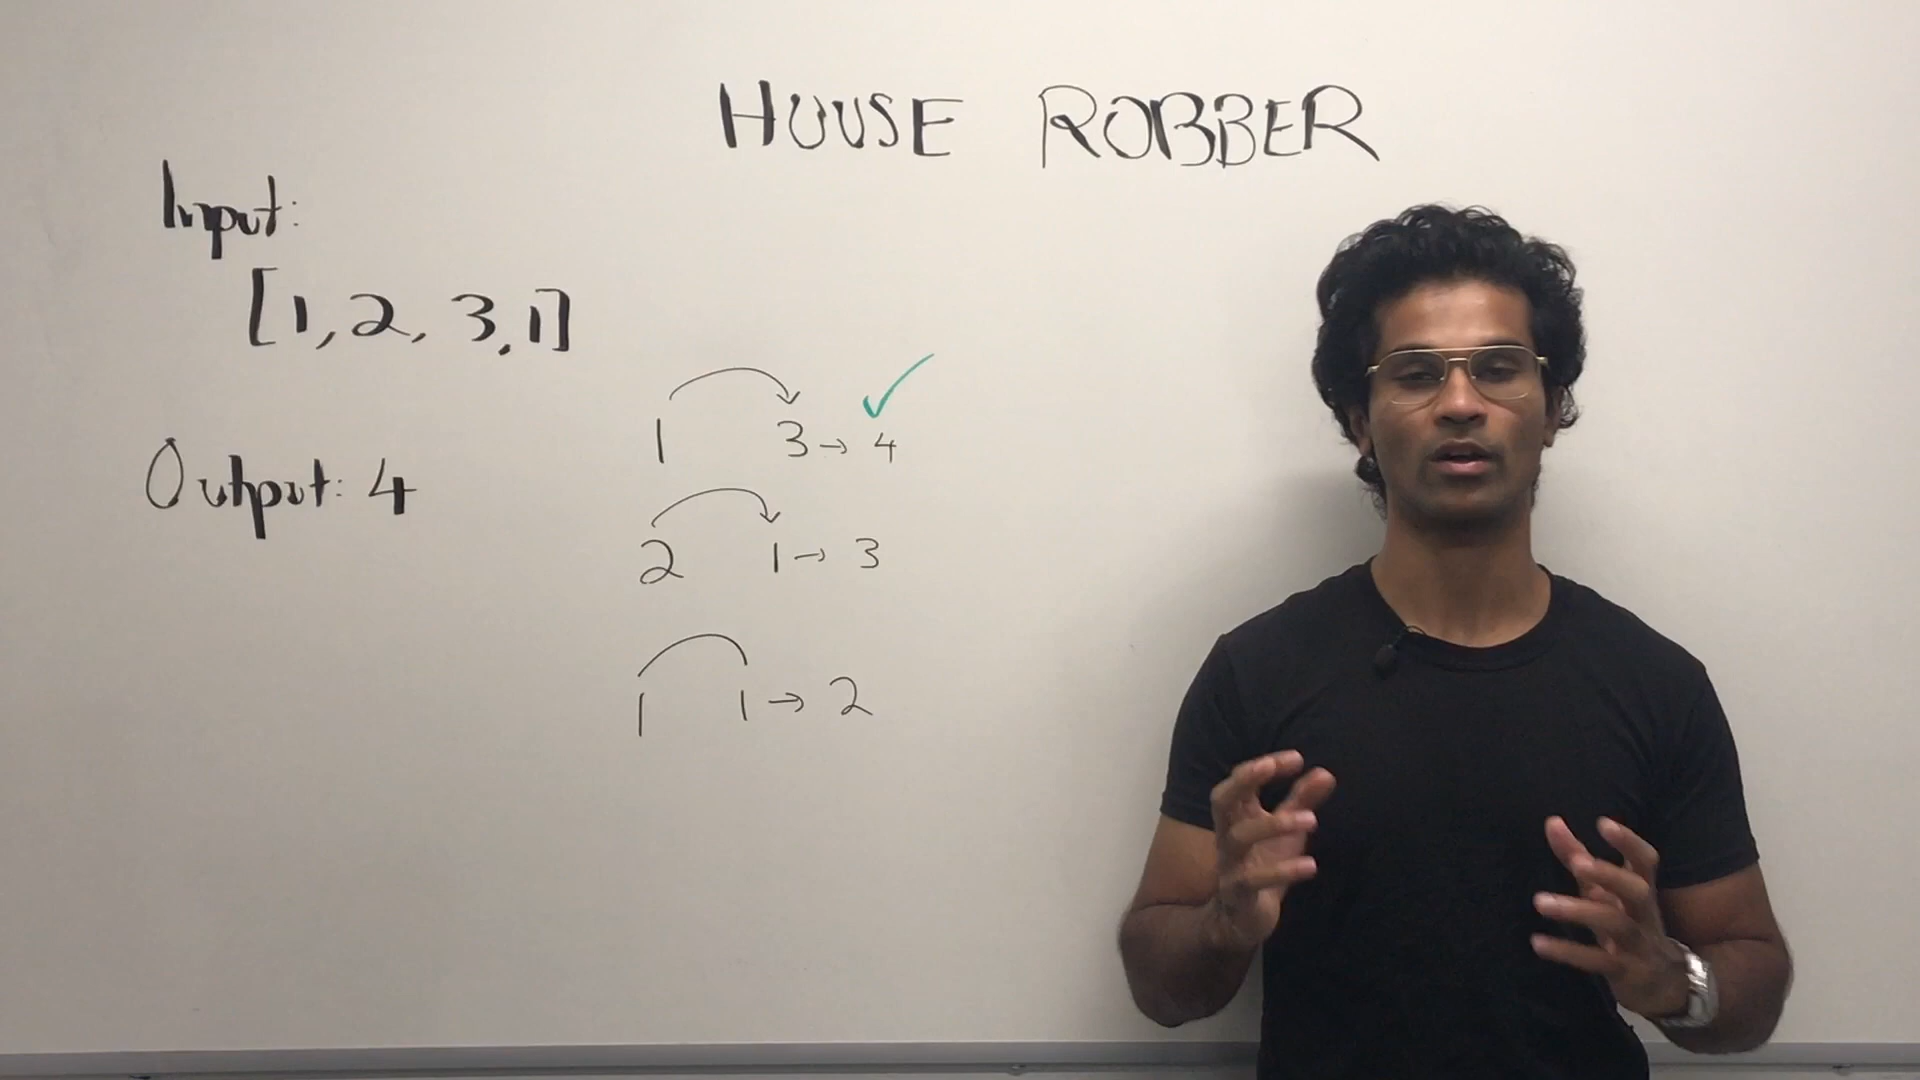 HOUSE ROBBER
Input:
[1, 2, 3, 1]
Output: 4
1 3 → 4 ✓
2 1 → 3
1 1 → 2